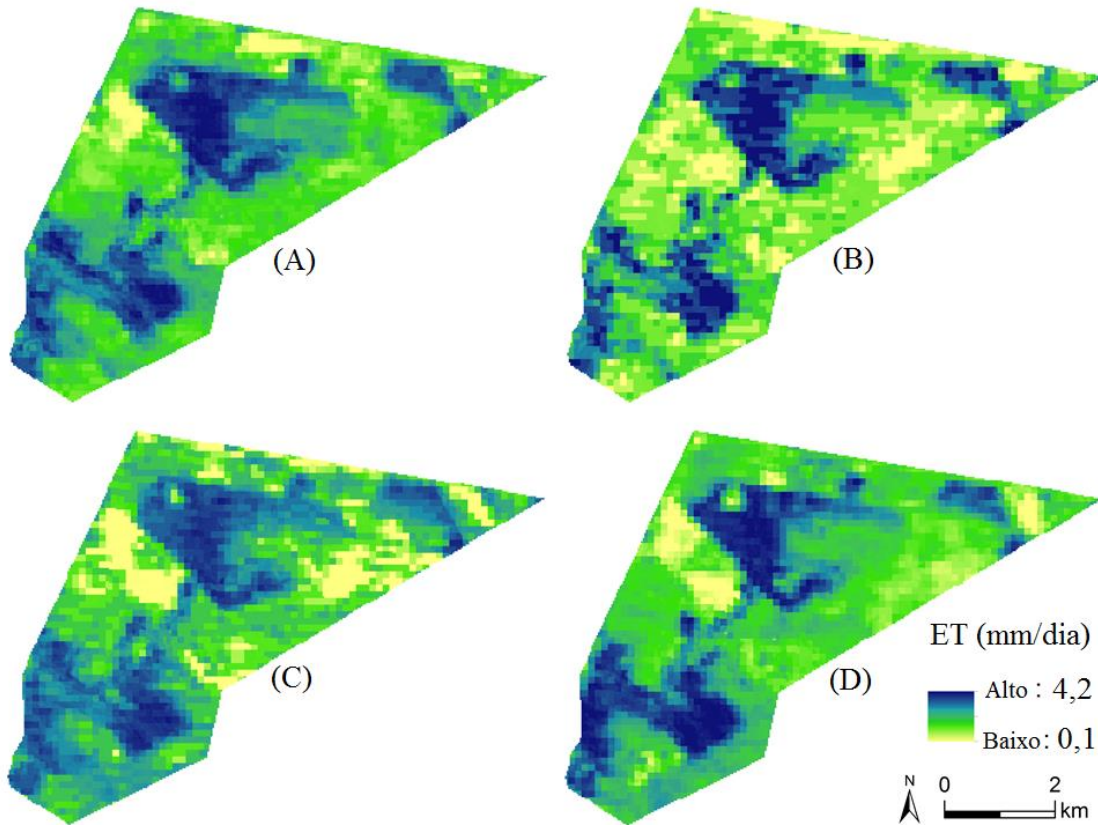 (A)
(B)
(C)
(D)
ET (mm/dia)
Alto : 4,2
Baixo : 0,1
N
0 2
km